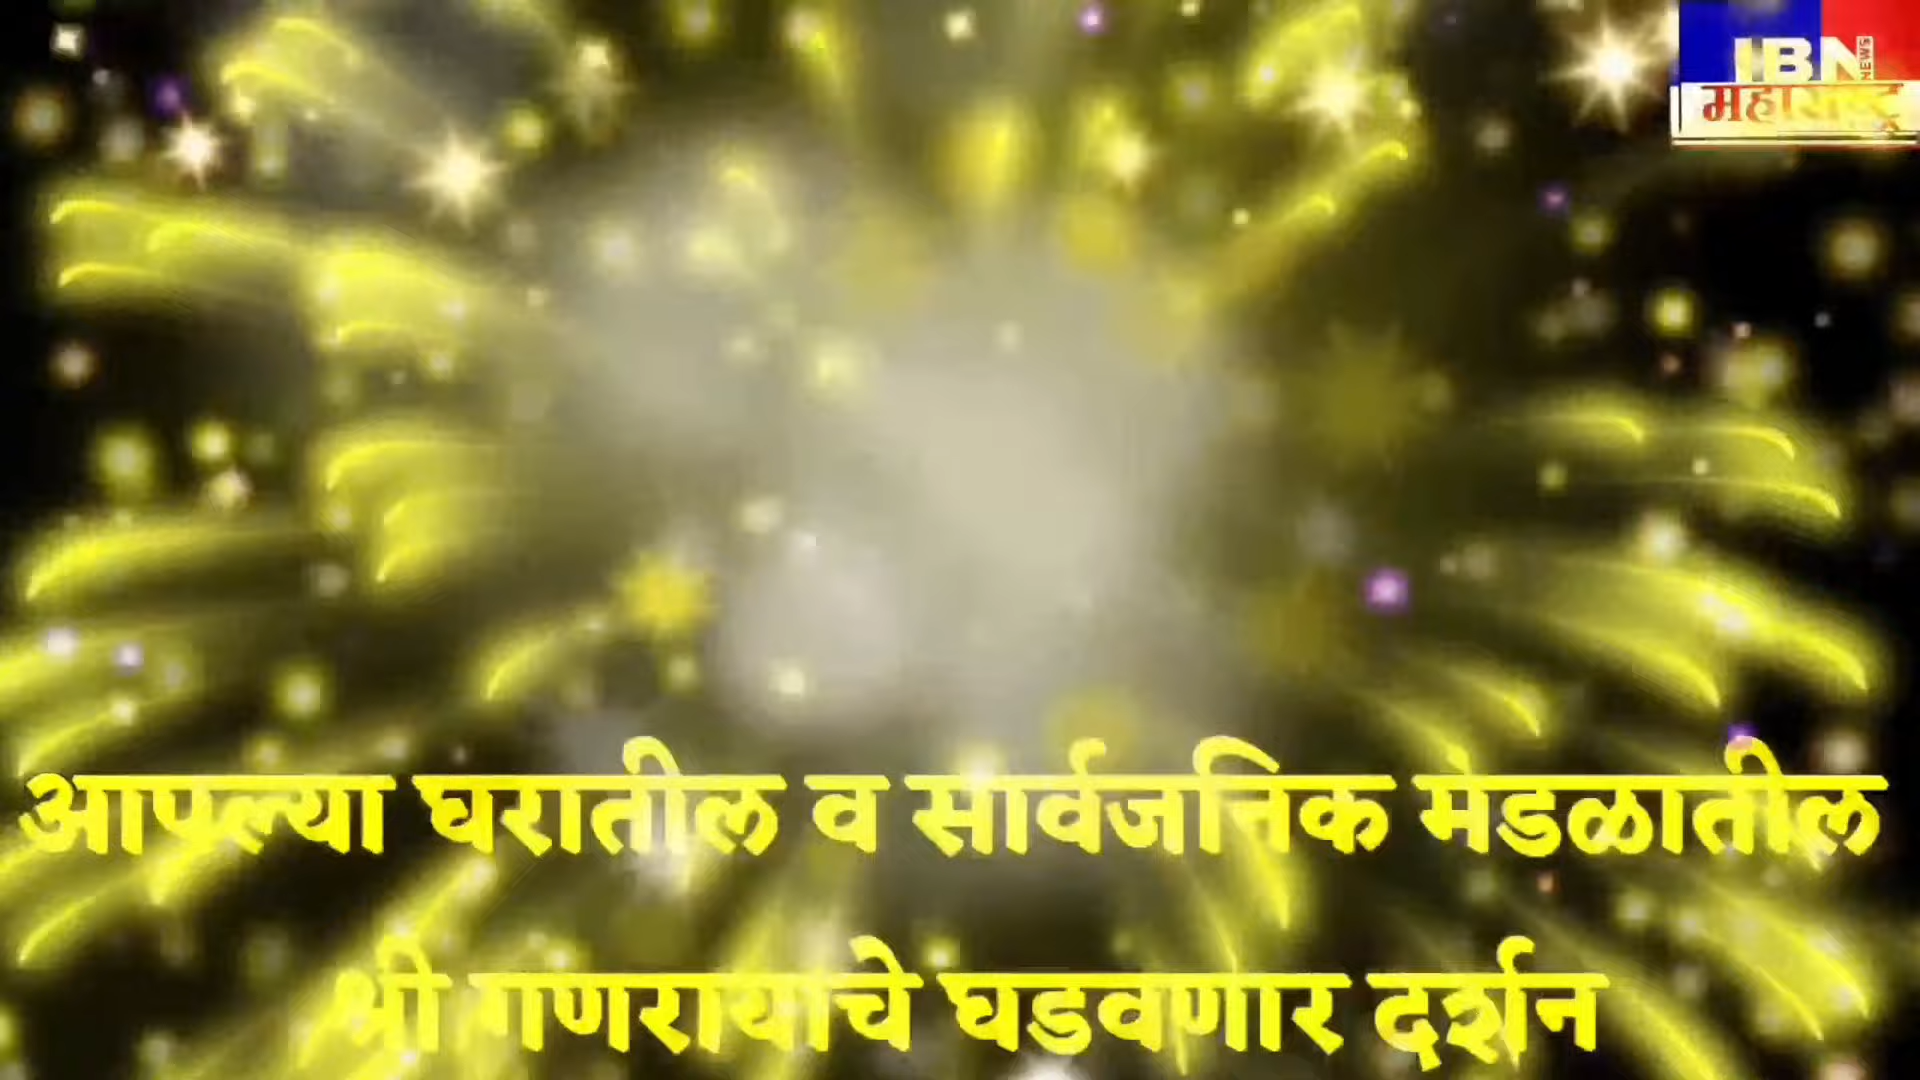 IBN
NEWS
महाराष्ट्र
आपल्या घरातील व सार्वजनिक मंडळातील
श्री गणरायाचे घडवणार दर्शन